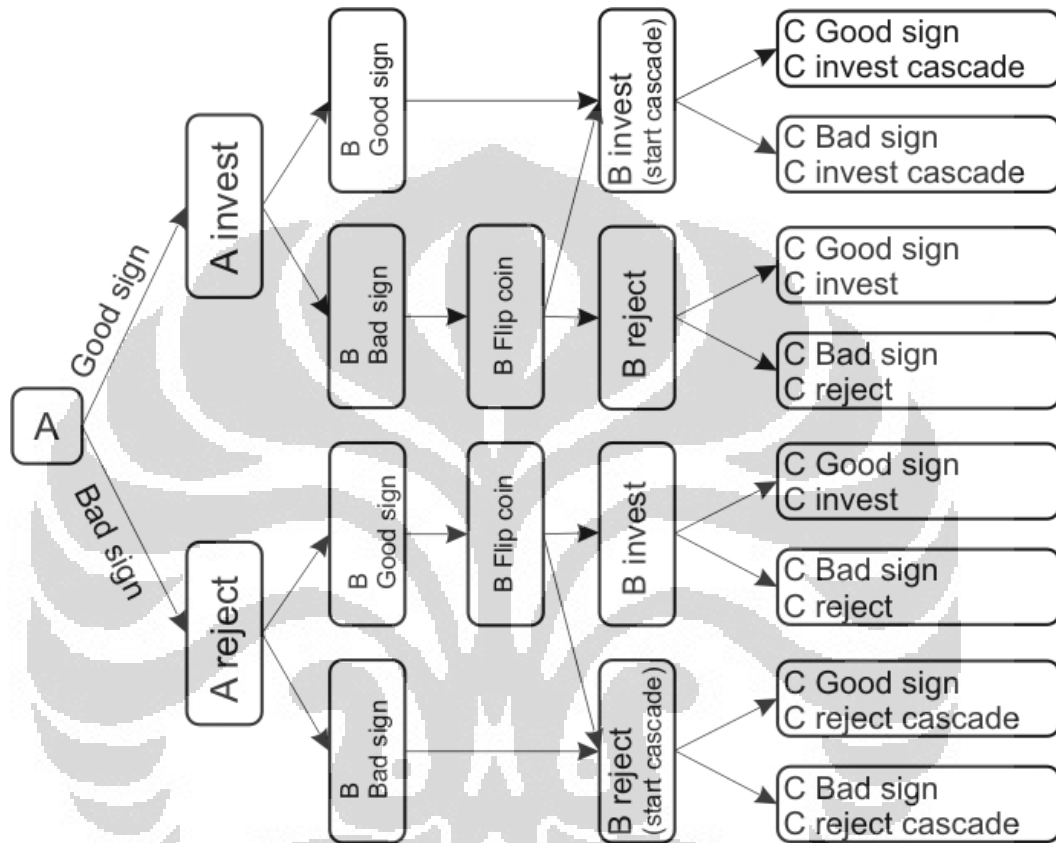 A
Good sign
Bad sign
A invest
A reject
B
Good sign
B
Bad sign
B
Good sign
B
Bad sign
B Flip coin
B Flip coin
B invest
(start cascade)
B reject
B invest
B reject
(start cascade)
C Good sign
C invest cascade
C Bad sign
C invest cascade
C Good sign
C invest
C Bad sign
C reject
C Good sign
C invest
C Bad sign
C reject
C Good sign
C reject cascade
C Bad sign
C reject cascade